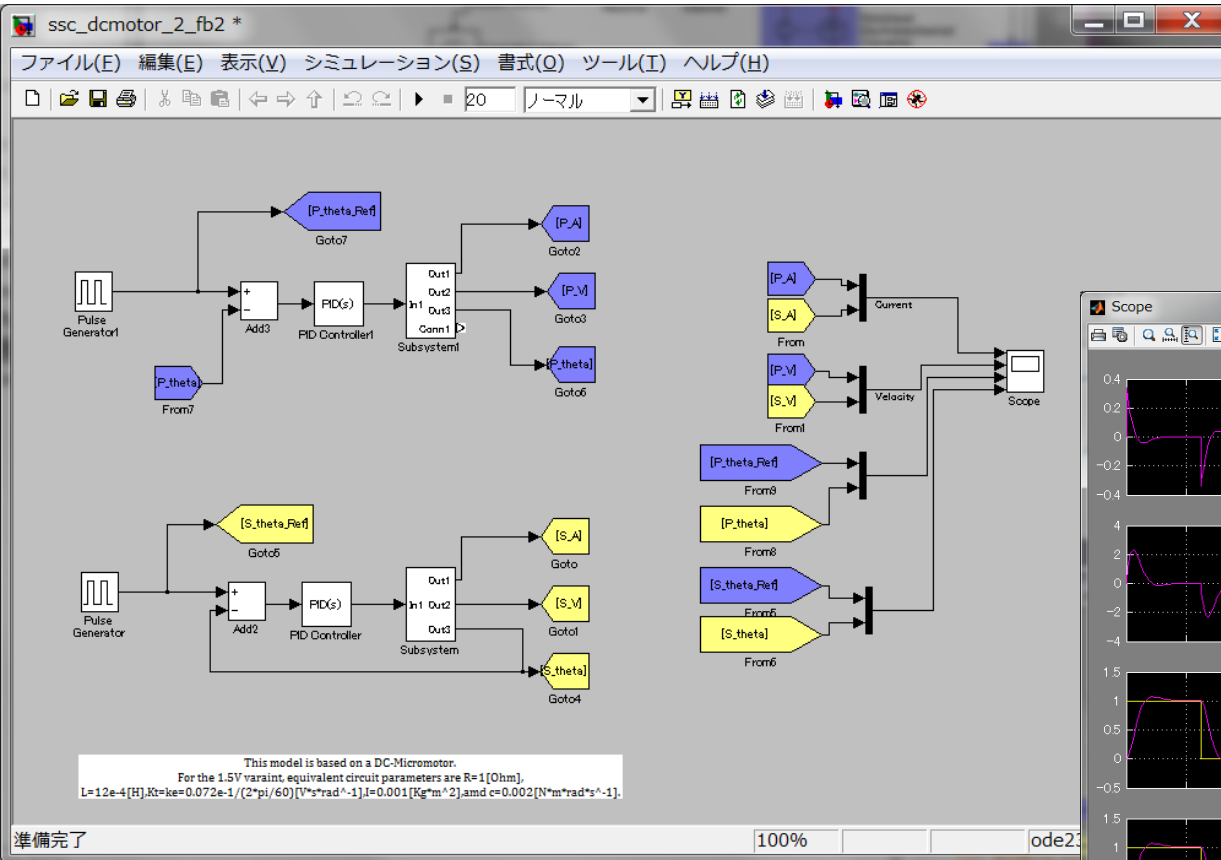 ssc_dcmotor_2_fb2 *
ファイル(F) 編集(E) 表示(V) シミュレーション(S) 書式(O) ツール(T) ヘルプ(H)
20 ノーマル
[P_theta_Ref]
Goto7
[P_A]
Goto2
Pulse
Generator1
+
−
Add3
PID(s)
PID Controller1
In1
Out1
Out2
Out3
Conn1
Subsystem1
[P_V]
Goto3
[P_theta]
Goto6
[P_theta]
From7
[S_theta_Ref]
Goto5
[S_A]
Goto
Pulse
Generator
+
−
Add2
PID(s)
PID Controller
In1
Out1
Out2
Out3
Subsystem
[S_V]
Goto1
[S_theta]
Goto4
[P_A]
[S_A]
From
Current
[P_V]
[S_V]
From1
Velocity
[P_theta_Ref]
From9
[P_theta]
From8
[S_theta_Ref]
From5
[S_theta]
From6
Scope
This model is based on a DC-Micromotor.
For the 1.5V varaint, equivalent circuit parameters are R=1[Ohm],
L=12e-4[H],Kt=ke=0.072e-1/(2*pi/60)[V*s*rad^-1],I=0.001[Kg*m^2],amd c=0.002[N*m*rad*s^-1].
準備完了
100%
ode23
Scope
0.4
0.2
0
−0.2
−0.4
4
2
0
−2
−4
1.5
1
0.5
0
−0.5
1.5
1